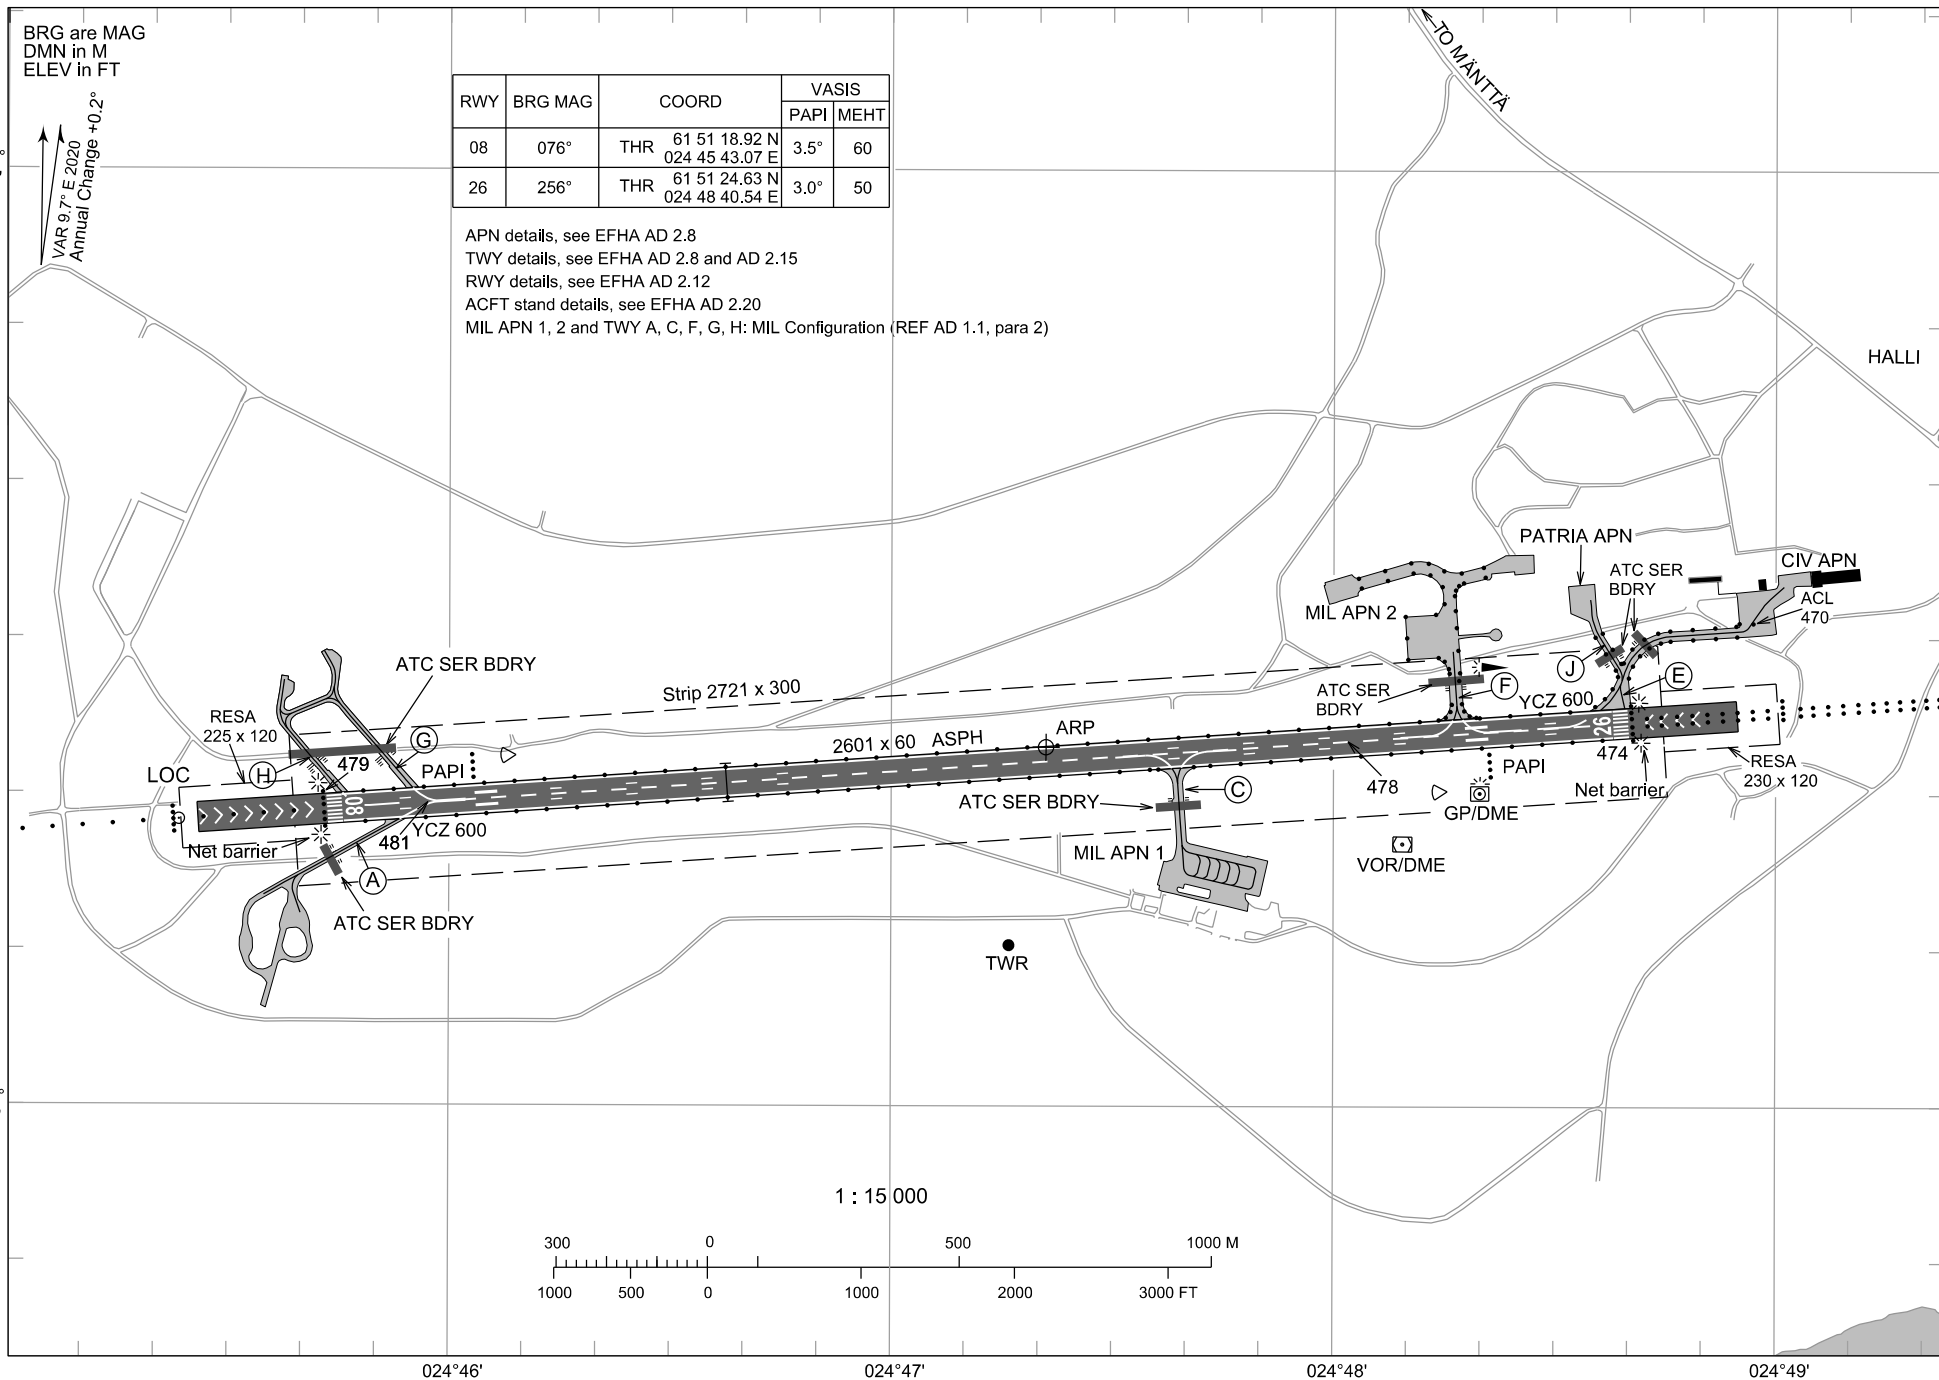 BRG are MAG
DMN in M
ELEV in FT
VAR 9.7° E 2020
Annual Change +0.2°
TO MÄNTTÄ
RWY BRG MAG COORD VASIS
PAPI MEHT
08 076° THR 61 51 18.92 N 3.5° 60
024 45 43.07 E
26 256° THR 61 51 24.63 N 3.0° 50
024 48 40.54 E
APN details, see EFHA AD 2.8
TWY details, see EFHA AD 2.8 and AD 2.15
RWY details, see EFHA AD 2.12
ACFT stand details, see EFHA AD 2.20
MIL APN 1, 2 and TWY A, C, F, G, H: MIL Configuration (REF AD 1.1, para 2)
HALLI
PATRIA APN
CIV APN
ATC SER
BDRY
ACL
470
MIL APN 2
ATC SER BDRY
Strip 2721 x 300
J
E
F
ATC SER
BDRY
YCZ 600
RESA
225 x 120
G
ARP
2601 x 60 ASPH
26
474
LOC
H
479
PAPI
PAPI
RESA
230 x 120
478
C
ATC SER BDRY
Net barrier
GP/DME
08
YCZ 600
481
Net barrier
MIL APN 1
VOR/DME
A
ATC SER BDRY
TWR
1 : 15 000
300 0 500 1000 M
1000 500 0 1000 2000 3000 FT
024°46' 024°47' 024°48' 024°49'